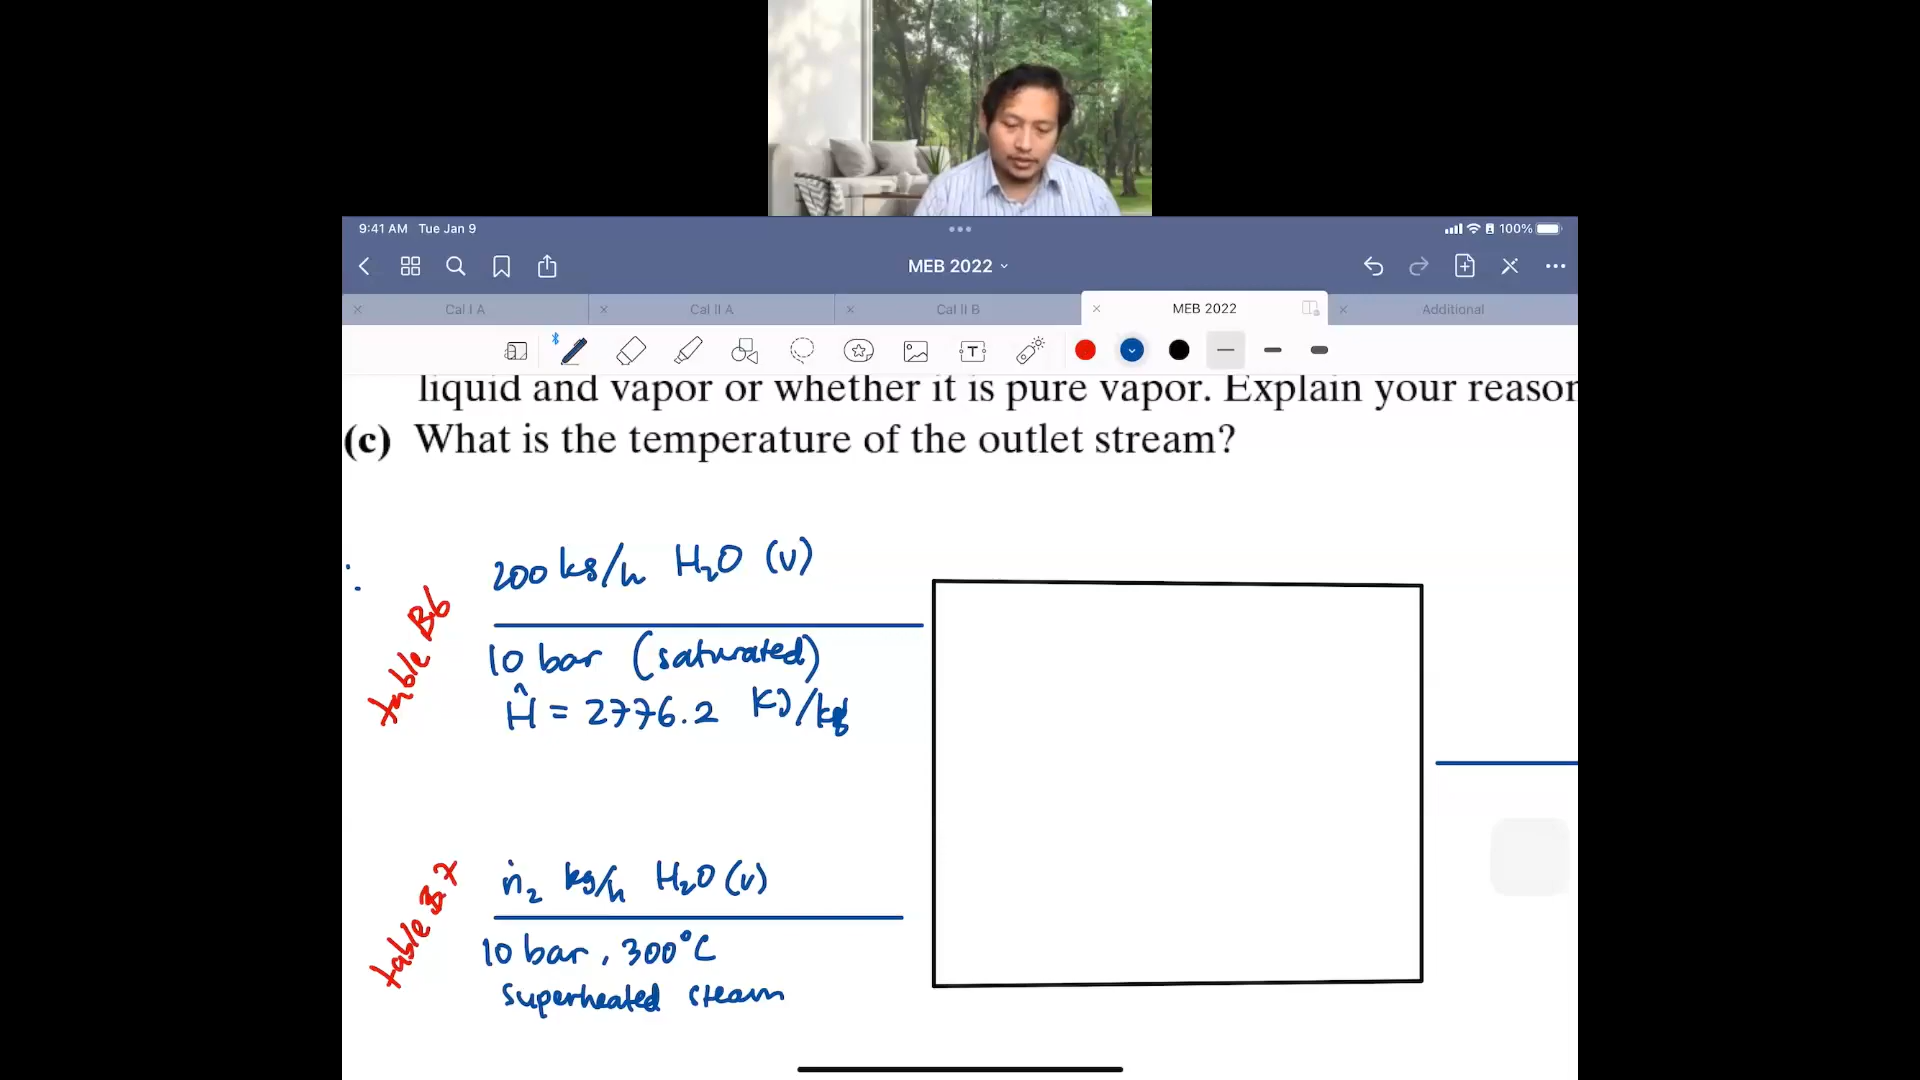 9:41 AM Tue Jan 9
100%
MEB 2022
Cal I A
Cal II A
Cal II B
MEB 2022
Additional
T
liquid and vapor or whether it is pure vapor. Explain your reason
(c) What is the temperature of the outlet stream?
200 kg/h H₂O (v)
table B6
10 bar (saturated)
Ĥ = 2776.2 KJ/kg
ṅ₂ kg/h H₂O (v)
table B.7
10 bar, 300°C
superheated steam